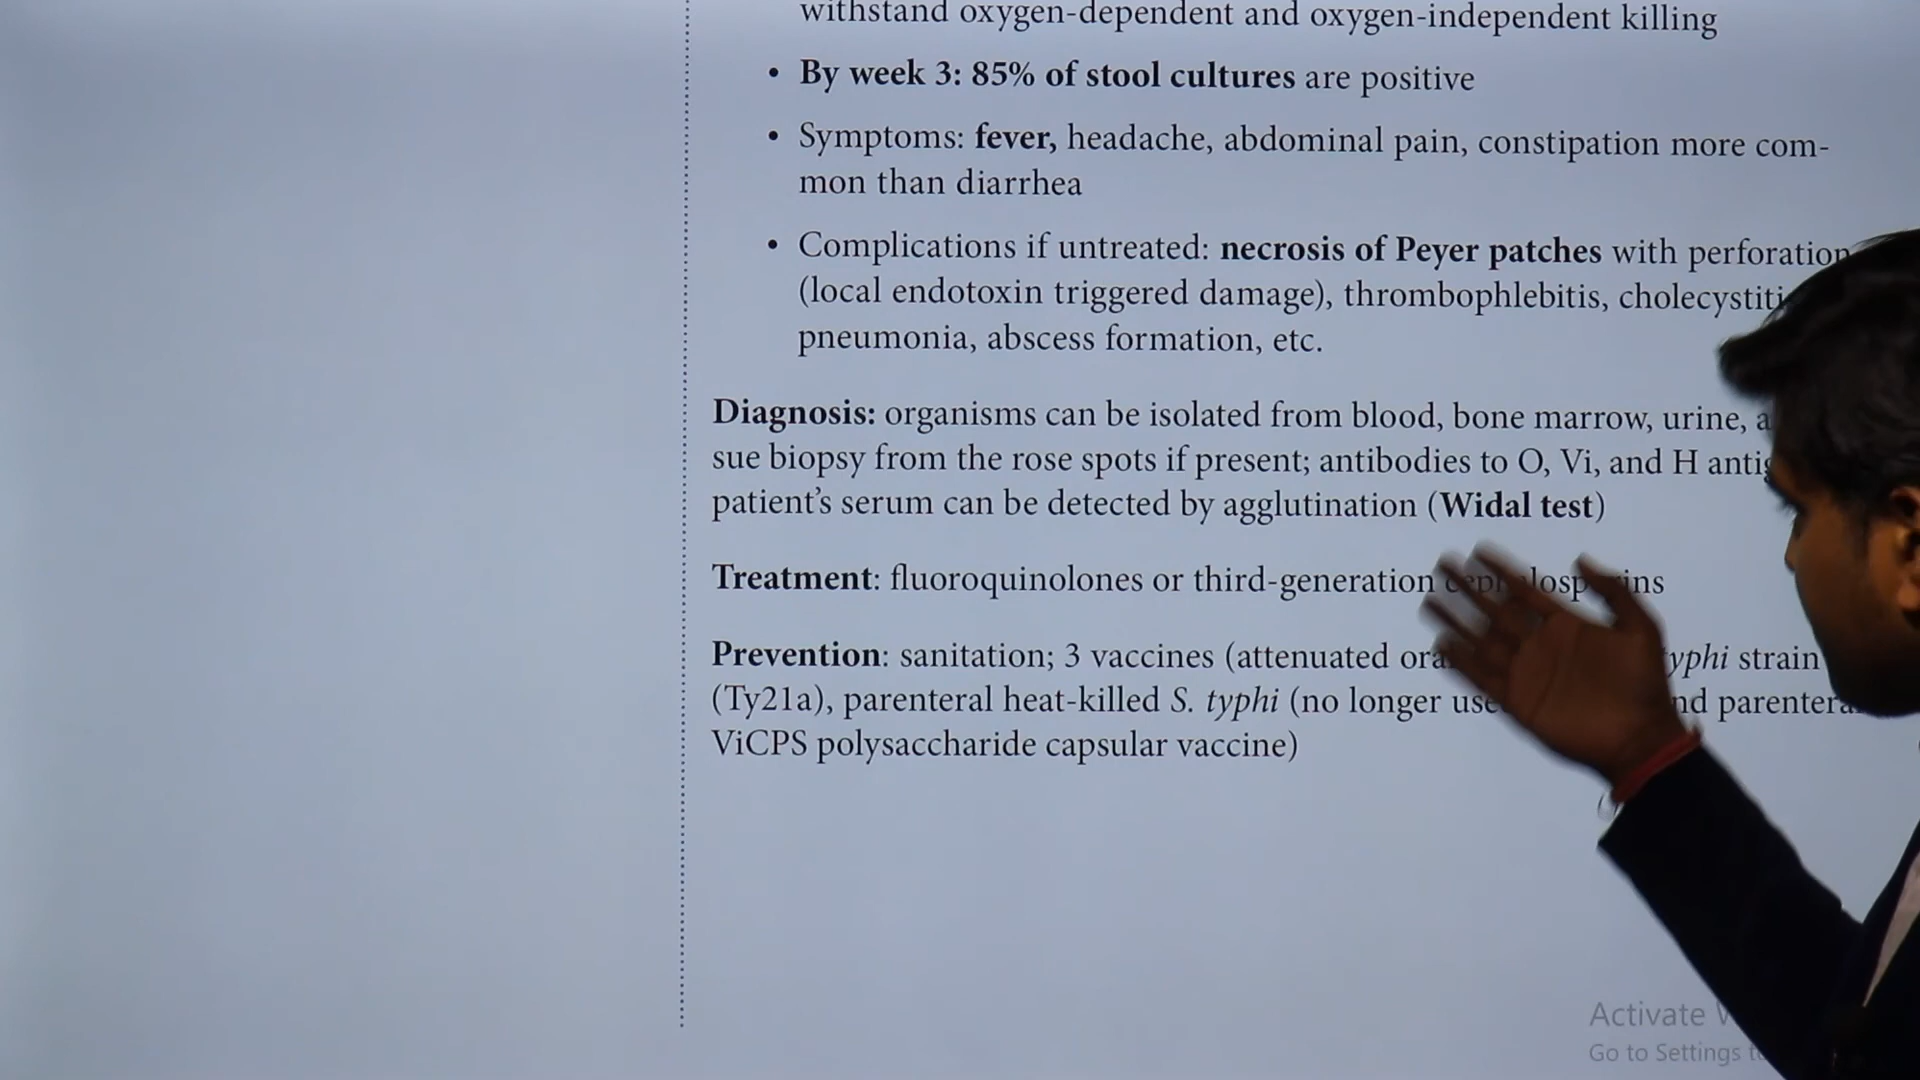 withstand oxygen-dependent and oxygen-independent killing
• By week 3: 85% of stool cultures are positive
• Symptoms: fever, headache, abdominal pain, constipation more com-
mon than diarrhea
• Complications if untreated: necrosis of Peyer patches with perforation
(local endotoxin triggered damage), thrombophlebitis,
pneumonia, abscess formation, etc.
Diagnosis: organisms can be isolated from blood, bone marrow, urine,
sue biopsy from the rose spots if present; antibodies to O, Vi, and H
patient's serum can be detected by agglutination (Widal test)
Treatment: fluoroquinolones or third-generation
Prevention: sanitation; 3 vaccines (attenuated strain
(Ty21a), parenteral heat-killed S. typhi (no longer
ViCPS polysaccharide capsular vaccine)
Activate
Go to Settings